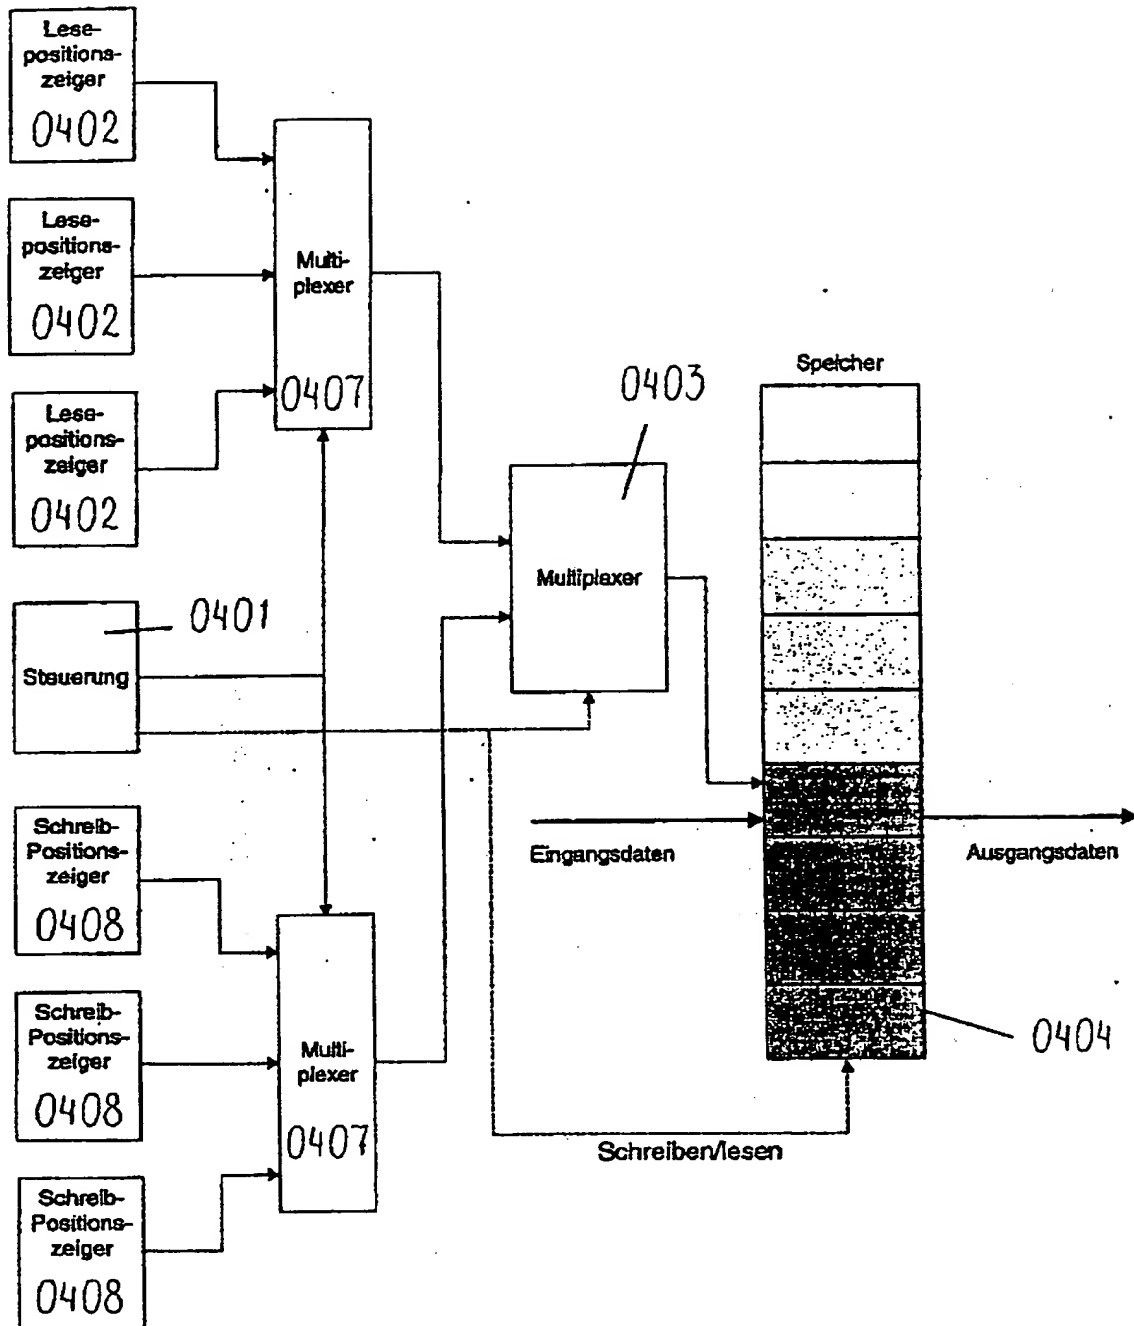 Lese-
positions-
zeiger
0402
Lese-
positions-
zeiger
0402
Lese-
positions-
zeiger
0402
Multi-
plexer
0407
0403
Speicher
Multiplexer
0401
Steuerung
Eingangsdaten
Ausgangsdaten
Schreib-
Positions-
zeiger
0408
Schreib-
Positions-
zeiger
0408
Schreib-
Positions-
zeiger
0408
Multi-
plexer
0407
0404
Schreiben/lesen